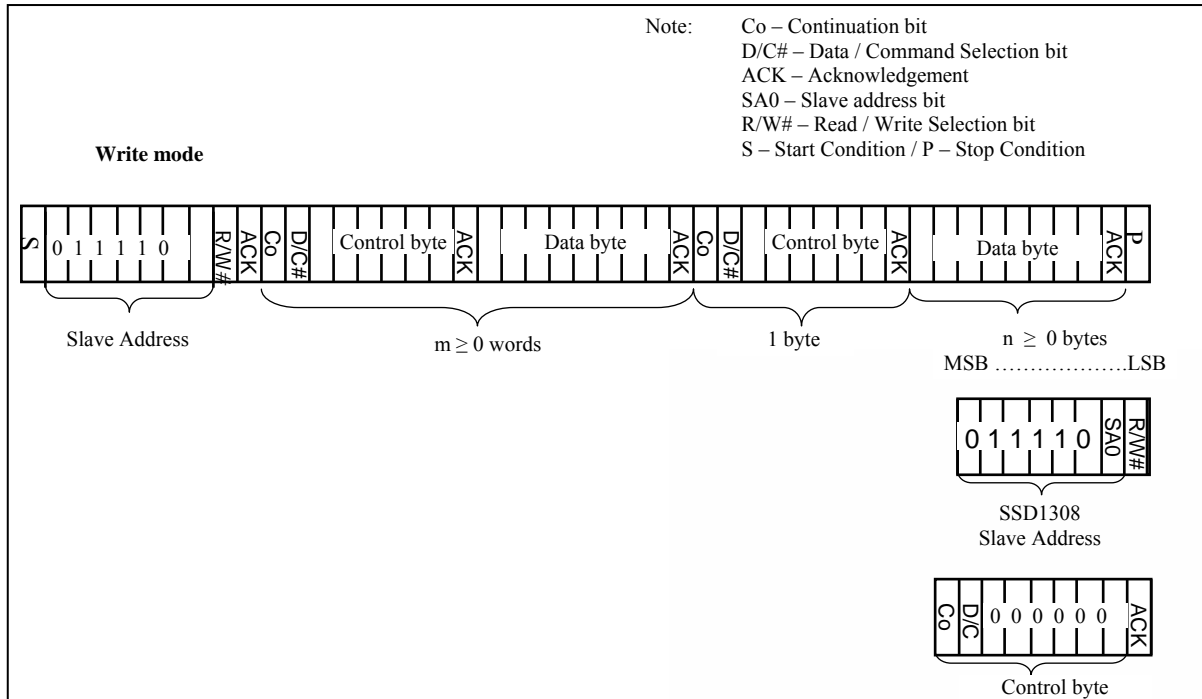 Note: Co – Continuation bit
D/C# – Data / Command Selection bit
ACK – Acknowledgement
SA0 – Slave address bit
R/W# – Read / Write Selection bit
S – Start Condition / P – Stop Condition
Write mode
S 0 1 1 1 1 0 R/W# ACK Co D/C# Control byte ACK Data byte ACK Co D/C# Control byte ACK Data byte ACK P
Slave Address m ≥ 0 words 1 byte n ≥ 0 bytes
MSB ......................LSB
0 1 1 1 1 0 SA0 R/W#
SSD1308
Slave Address
Co D/C 0 0 0 0 0 0 ACK
Control byte